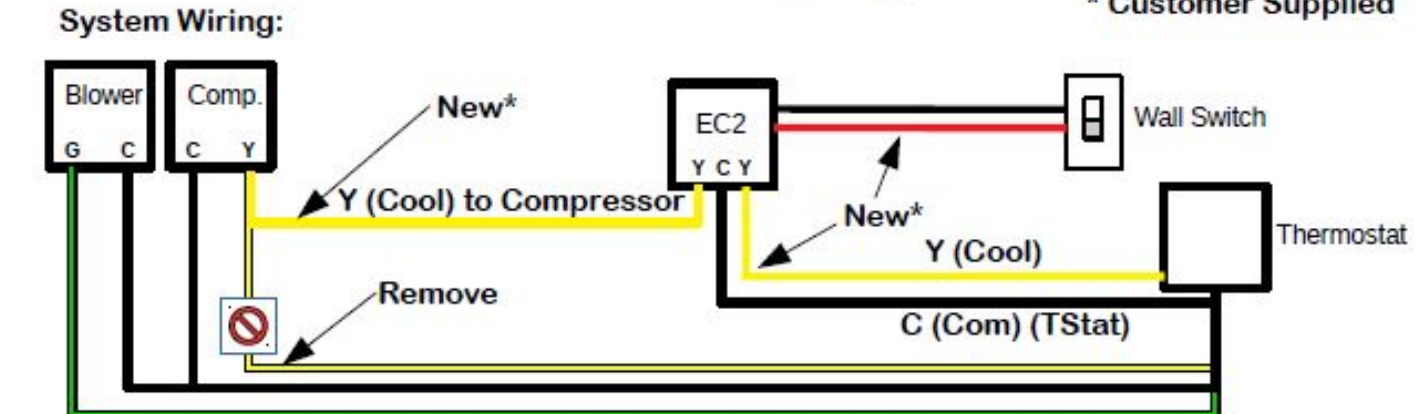 * Customer Supplied
System Wiring:
Blower
Comp.
G C
C Y
New*
EC2
Y C Y
Wall Switch
Y (Cool) to Compressor
New*
Thermostat
Y (Cool)
Remove
C (Com) (TStat)